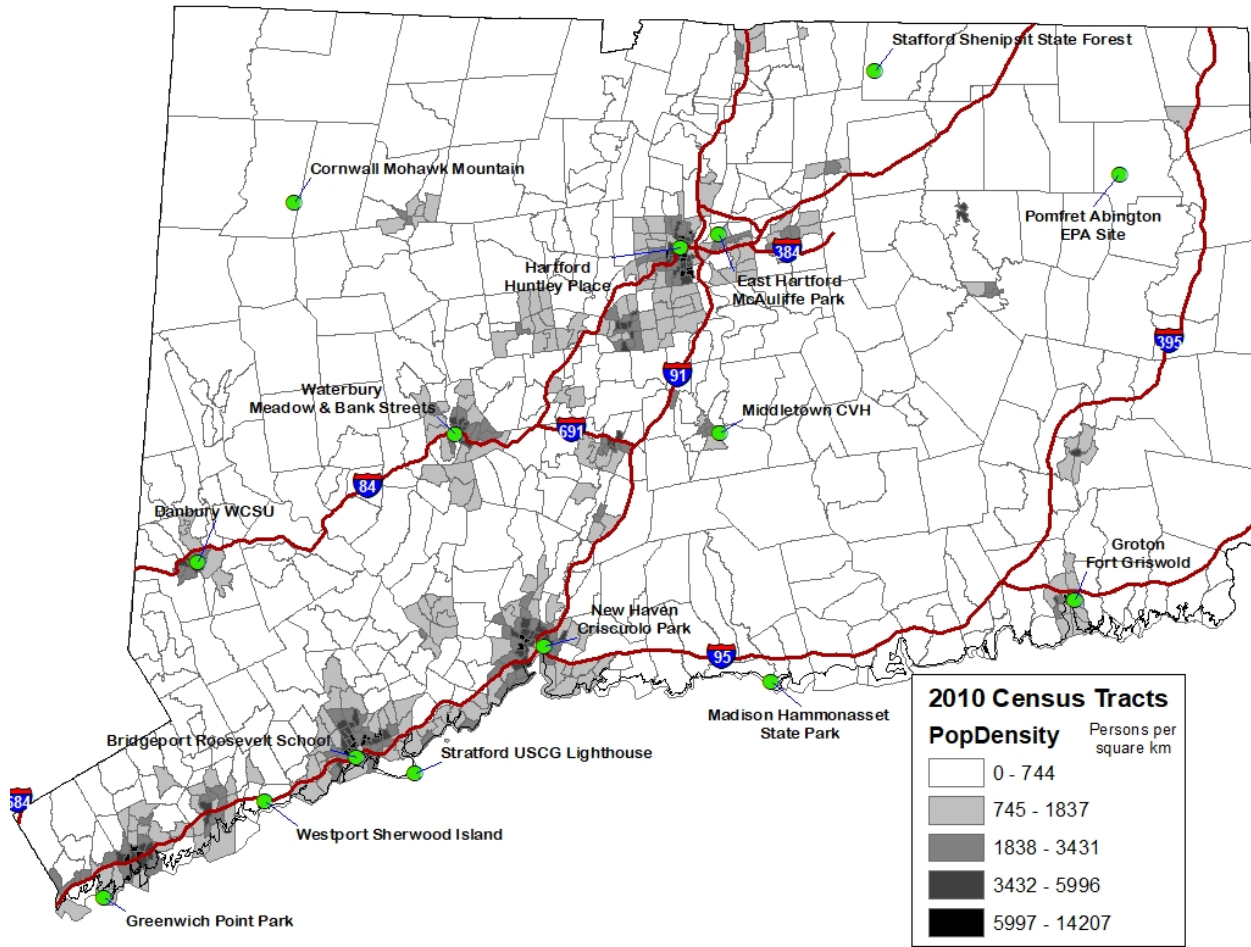 Stafford Shenipsit State Forest
Cornwall Mohawk Mountain
Pomfret Abington
EPA Site
Hartford
Huntley Place
384
East Hartford
McAuliffe Park
395
91
Waterbury
Meadow & Bank Streets
Middletown CVH
691
84
Danbury WCSU
Groton
Fort Griswold
New Haven
Criscuolo Park
95
Madison Hammonasset
State Park
Bridgeport Roosevelt School
Stratford USCG Lighthouse
684
Westport Sherwood Island
Greenwich Point Park
2010 Census Tracts
PopDensity
Persons per
square km
0 - 744
745 - 1837
1838 - 3431
3432 - 5996
5997 - 14207